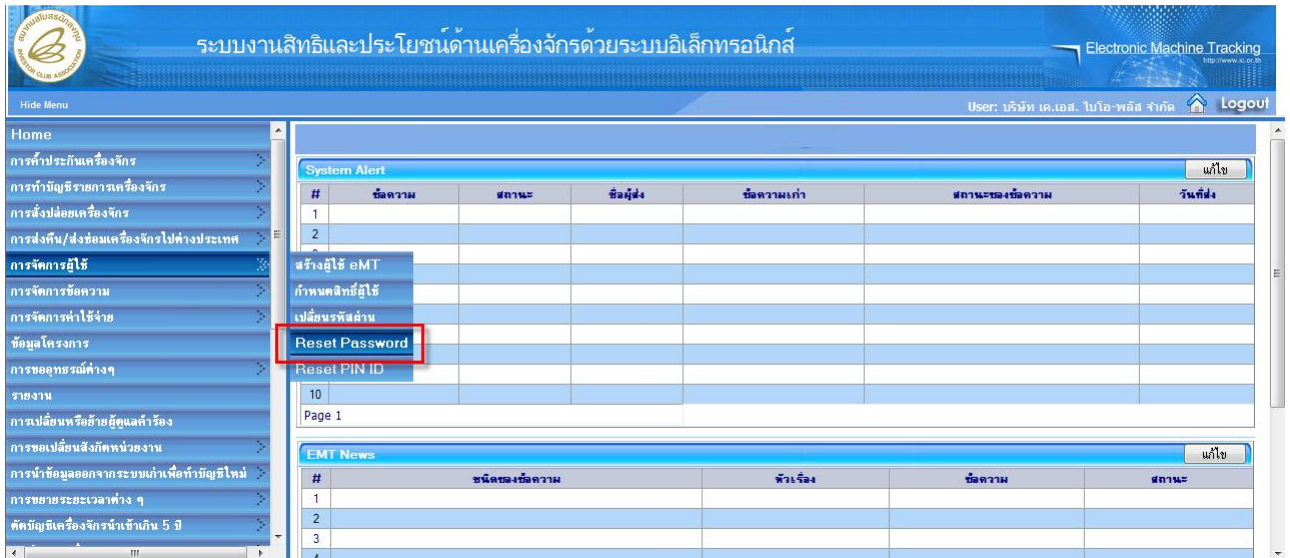 ระบบงานสิทธิและประโยชน์ด้านเครื่องจักรด้วยระบบอิเล็กทรอนิกส์
Electronic Machine Tracking
http://www.ic.or.th
Hide Menu
User: บริษัท เค.เอส. ไบโอ-พลัส จำกัด Logout
Home
การค้ำประกันเครื่องจักร
การทำบัญชีรายการเครื่องจักร
การสั่งปล่อยเครื่องจักร
การส่งคืน/ส่งซ่อมเครื่องจักรไปต่างประเทศ
การจัดการผู้ใช้
การจัดการข้อความ
การจัดการค่าใช้จ่าย
ข้อมูลโครงการ
การขออุทธรณ์ต่างๆ
รายงาน
การเปลี่ยนหรือย้ายผู้ดูแลคำร้อง
การขอเปลี่ยนสังกัดหน่วยงาน
การนำข้อมูลออกจากระบบเก่าเพื่อทำบัญชีใหม่
การขยายระยะเวลาต่าง ๆ
ตัดบัญชีเครื่องจักรนำเข้าเกิน 5 ปี
สร้างผู้ใช้ eMT
กำหนดสิทธิ์ผู้ใช้
เปลี่ยนรหัสผ่าน
Reset Password
Reset PIN ID
System Alert แก้ไข
# ข้อความ สถานะ ชื่อผู้ส่ง ข้อความเก่า สถานะของข้อความ วันที่ส่ง
1
2
10
Page 1
EMT News แก้ไข
# ชนิดของข้อความ หัวเรื่อง ข้อความ สถานะ
1
2
3